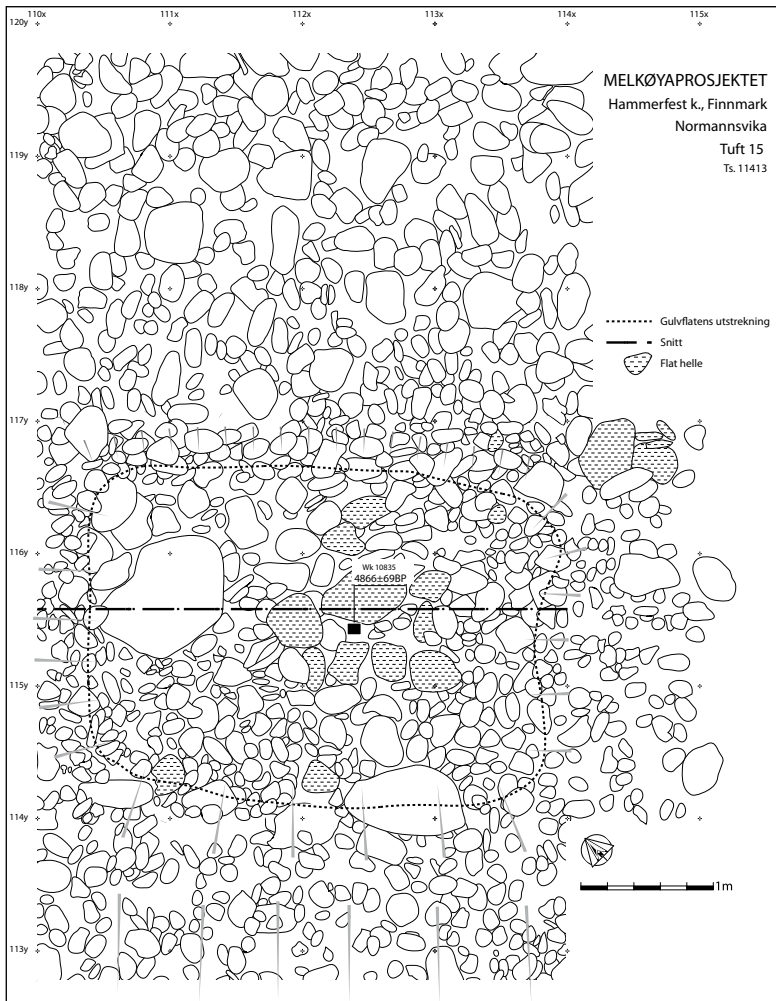 110x 111x 112x 113x 114x 115x
120y
MELKØYAPROSJEKTET
Hammerfest k., Finnmark
Normannsvika
Tuft 15
Ts. 11413
119y
118y
Gulvflatens utstrekning
Snitt
Flat helle
117y
116y
Wk 10835
4866±69BP
115y
114y
1m
113y